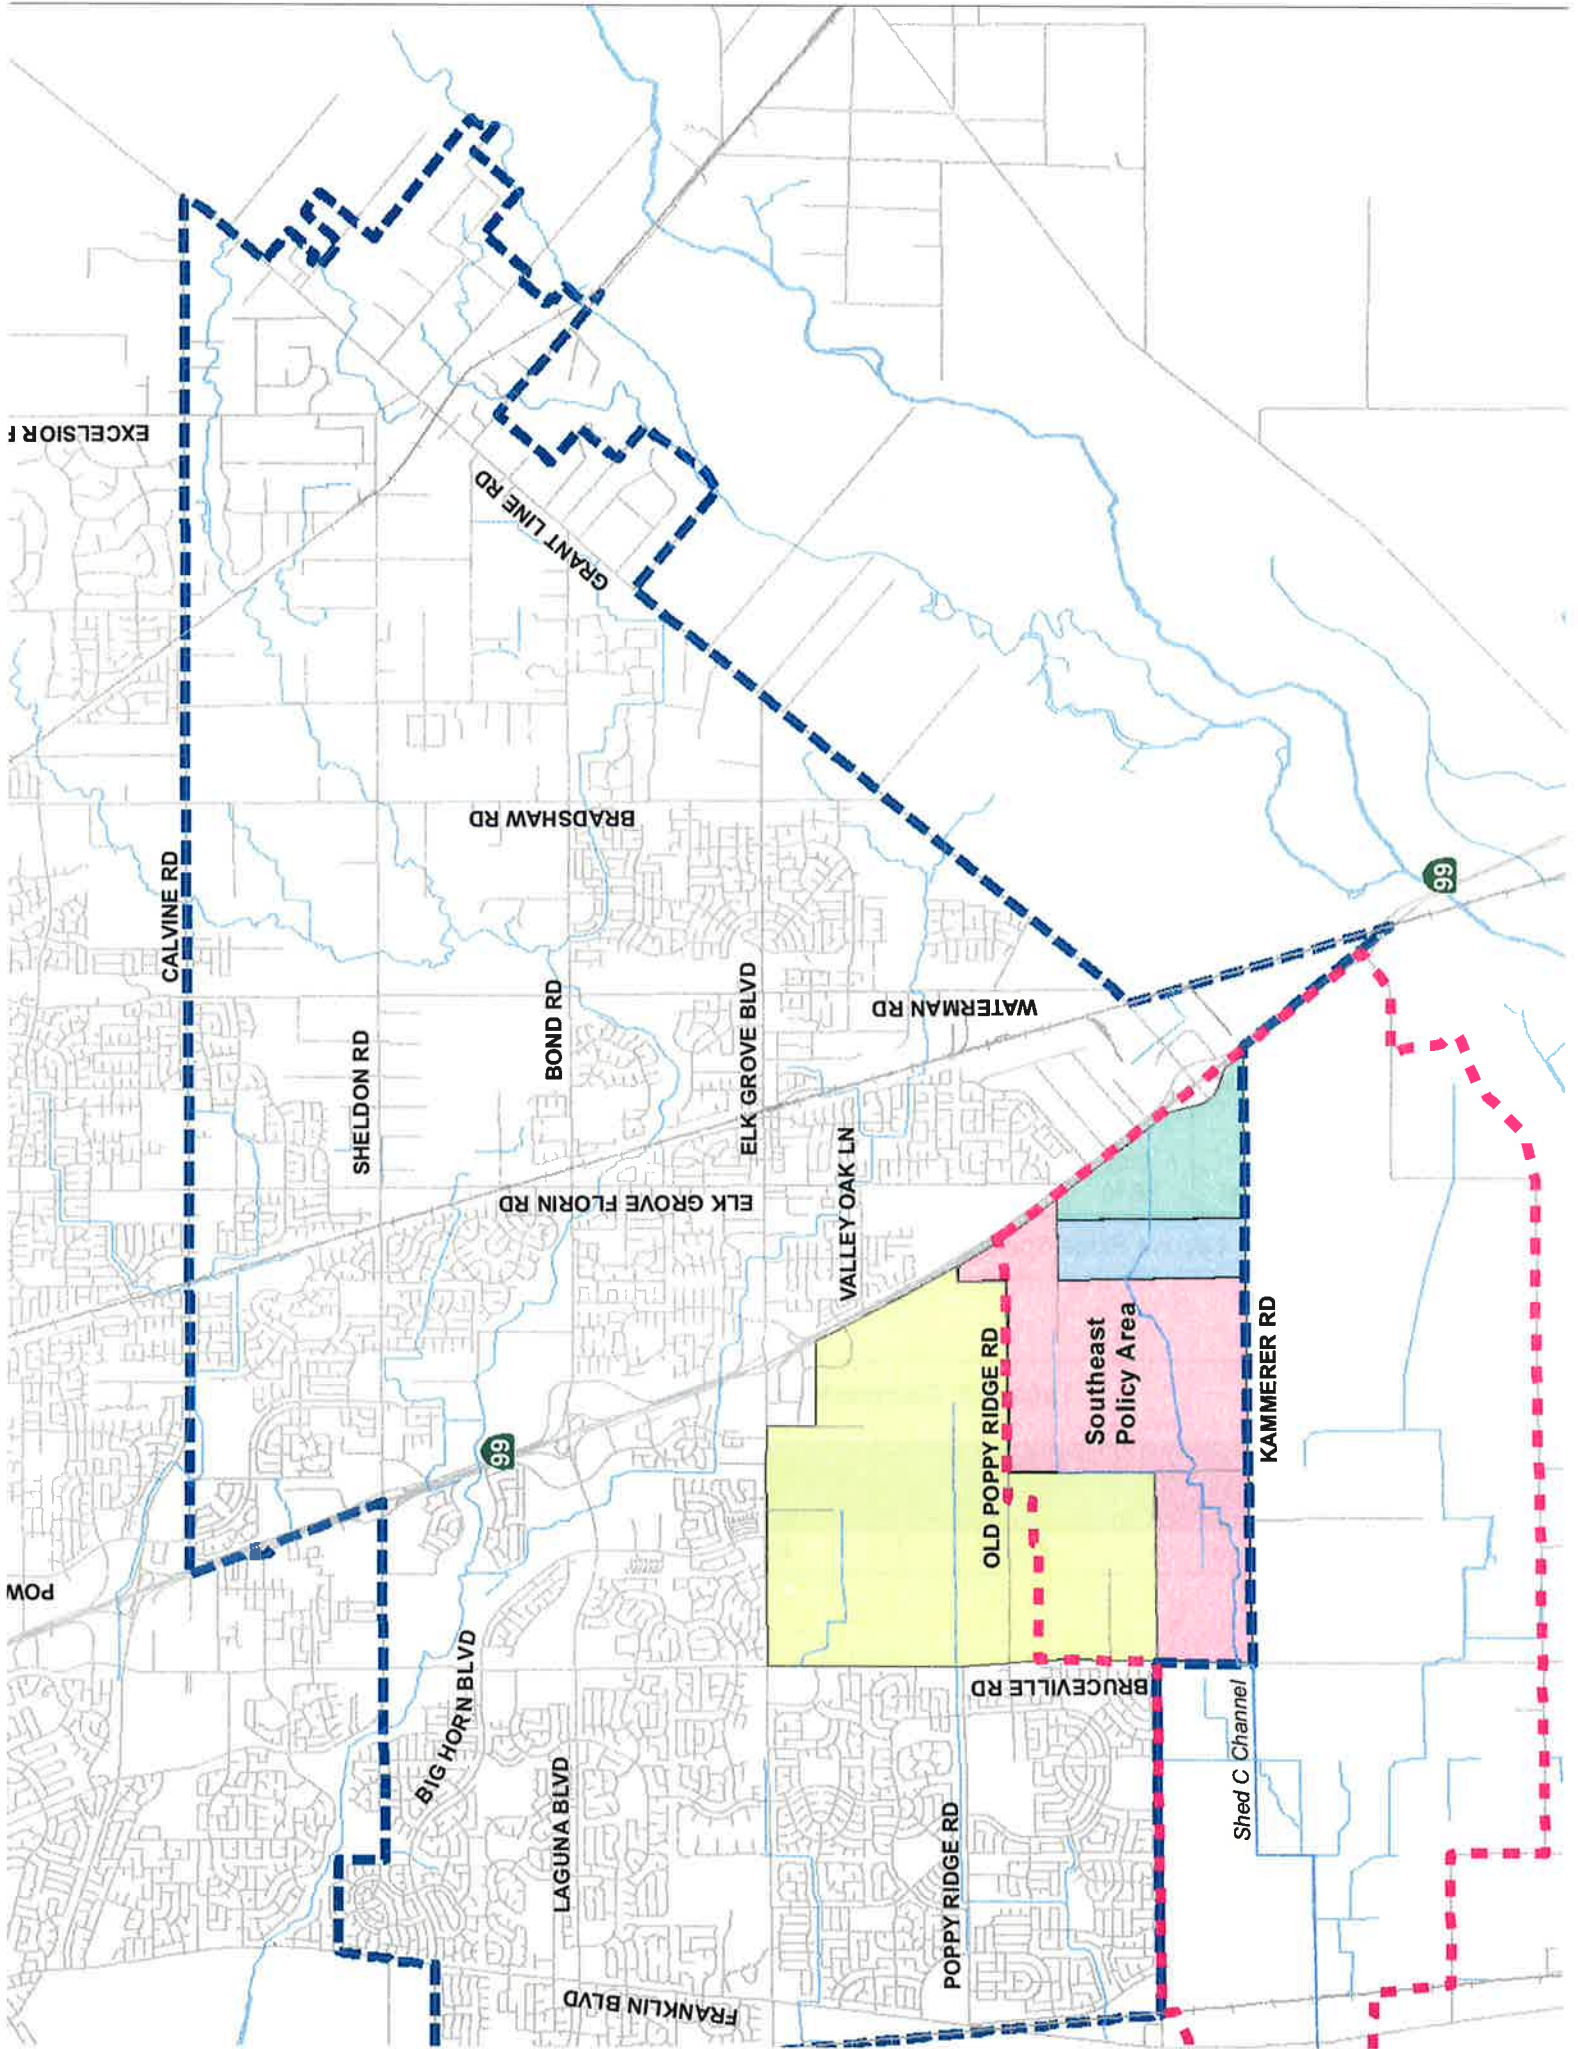 EXCELSIOR R
CALVINE RD
GRANT LINE RD
BRADSHAW RD
SHELDON RD
BOND RD
ELK GROVE BLVD
WATERMAN RD
99
ELK GROVE FLORIN RD
VALLEY OAK LN
OLD POPPY RIDGE RD
Southeast
Policy Area
KAMMERER RD
99
POW
BIG HORN BLVD
LAGUNA BLVD
BRUCEVILLE RD
Shed C Channel
POPPY RIDGE RD
FRANKLIN BLVD